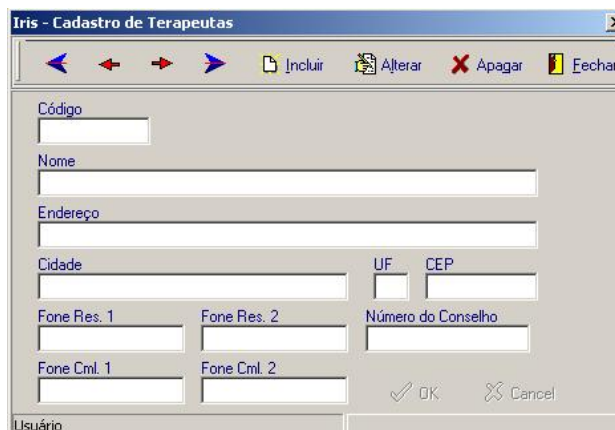 Iris - Cadastro de Terapeutas
Incluir Alterar Apagar Fechar
Código
Nome
Endereço
Cidade UF CEP
Fone Res. 1 Fone Res. 2 Número do Conselho
Fone Cml. 1 Fone Cml. 2
OK Cancel
Usuário